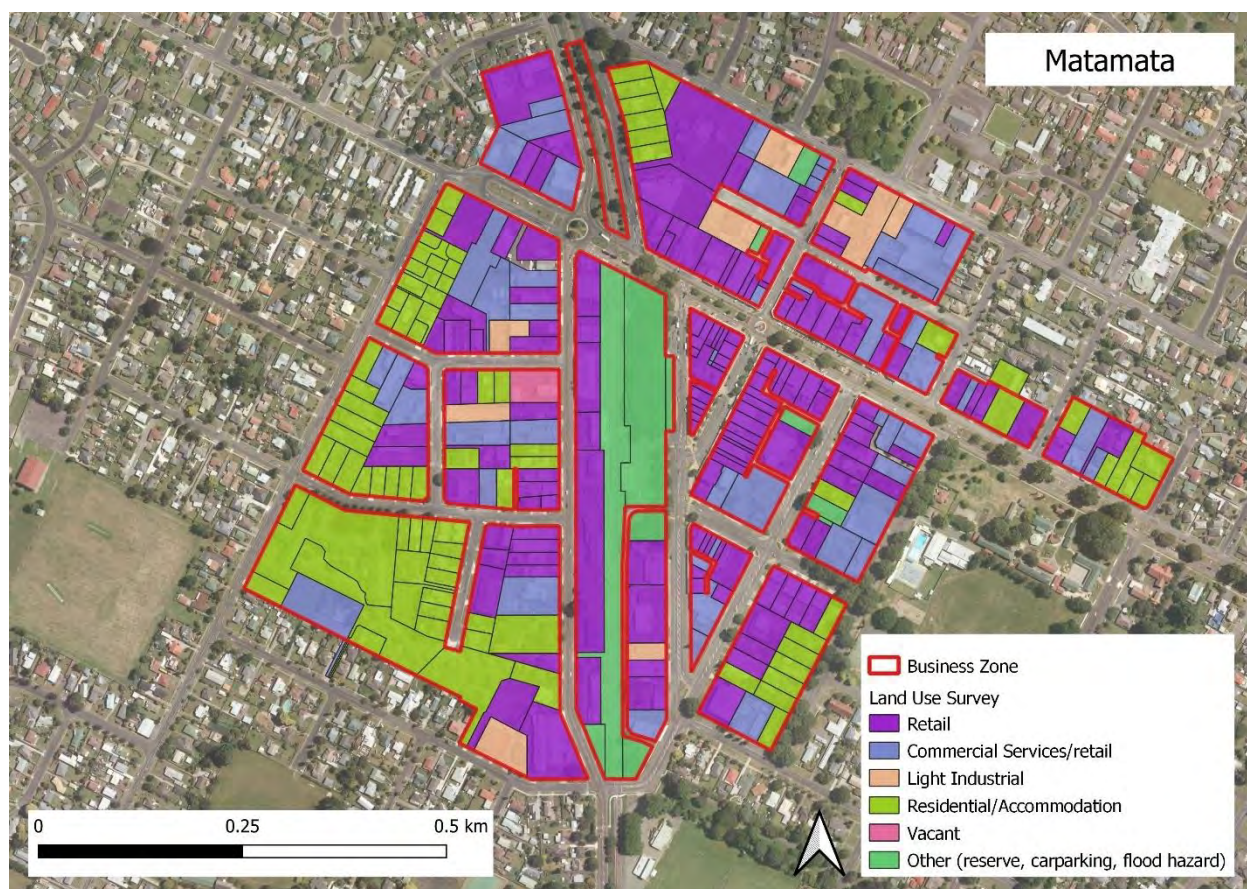 Matamata
Business Zone
Land Use Survey
Retail
Commercial Services/retail
Light Industrial
Residential/Accommodation
Vacant
Other (reserve, carparking, flood hazard)
0 0.25 0.5 km